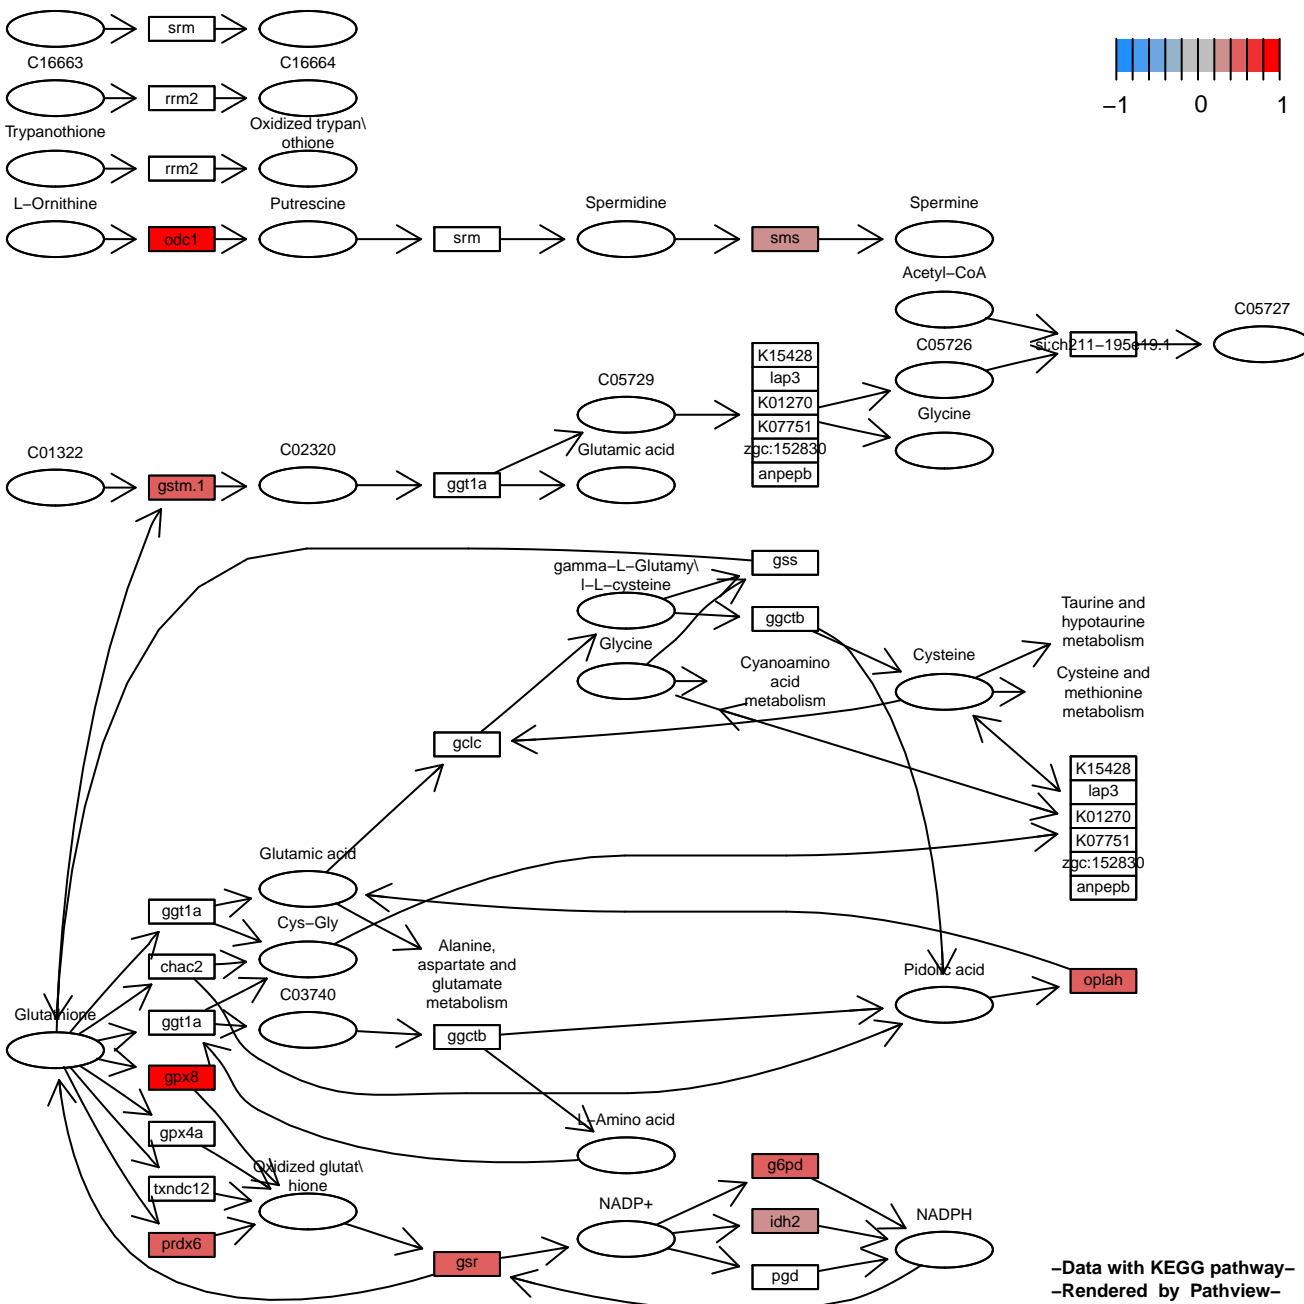 srm
C16663
C16664
rrm2
Trypanothione
Oxidized trypan\
othione
rrm2
L−Ornithine
Putrescine
Spermidine
Spermine
odc1
srm
sms
−1
0
1
Acetyl−CoA
C05727
C05726
si:ch211−195e19.1
K15428
lap3
K01270
K07751
zgc:152830
anpepb
C05729
Glycine
Glutamic acid
C01322
C02320
gstm.1
ggt1a
gamma−L−Glutamy\
l−L−cysteine
gss
ggctb
Glycine
Cyanoamino
acid
metabolism
Cysteine
Taurine and
hypotaurine
metabolism
Cysteine and
methionine
metabolism
gclc
K15428
lap3
K01270
K07751
zgc:152830
anpepb
Glutamic acid
ggt1a
Cys−Gly
chac2
Alanine,
aspartate and
glutamate
metabolism
C03740
Pidolic acid
oplah
Glutathione
ggt1a
ggctb
gpx8
gpx4a
L−Amino acid
Oxidized glutat\
hione
txndc12
prdx6
gsr
NADP+
g6pd
idh2
pgd
NADPH
−Data with KEGG pathway−
−Rendered by Pathview−